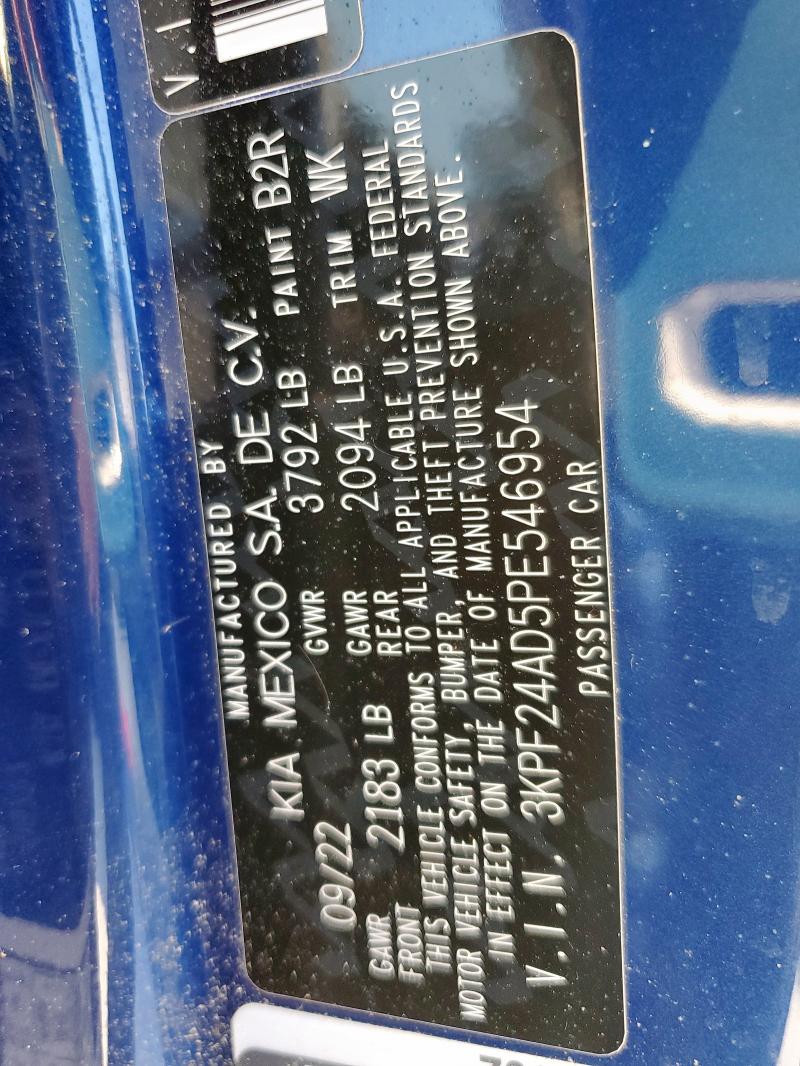 V.I
MANUFACTURED BY
KIA MEXICO S.A. DE C.V.
09/22 GVWR 3792 LB PAINT B2R
GAWR FRONT 2183 LB GAWR REAR 2094 LB TRIM WK
THIS VEHICLE CONFORMS TO ALL APPLICABLE U.S.A. FEDERAL
MOTOR VEHICLE SAFETY, BUMPER, AND THEFT PREVENTION STANDARDS
IN EFFECT ON THE DATE OF MANUFACTURE SHOWN ABOVE.
V.I.N. 3KPF24AD5PE546954
PASSENGER CAR